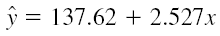 ŷ = 137.62 + 2.527x